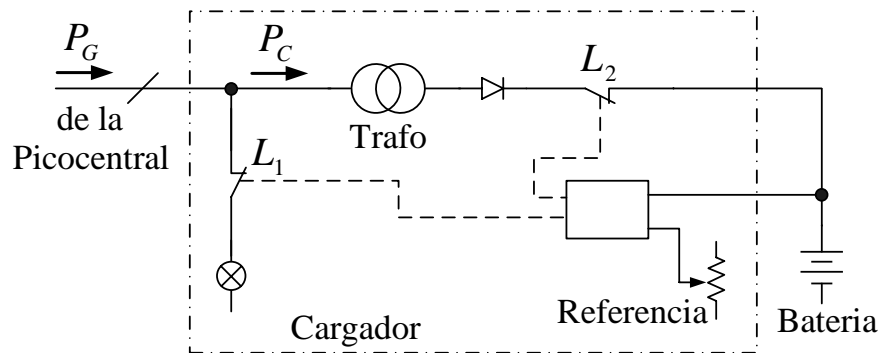 P_G
P_C
L_2
de la
Picocentral
Trafo
L_1
Referencia
Bateria
Cargador